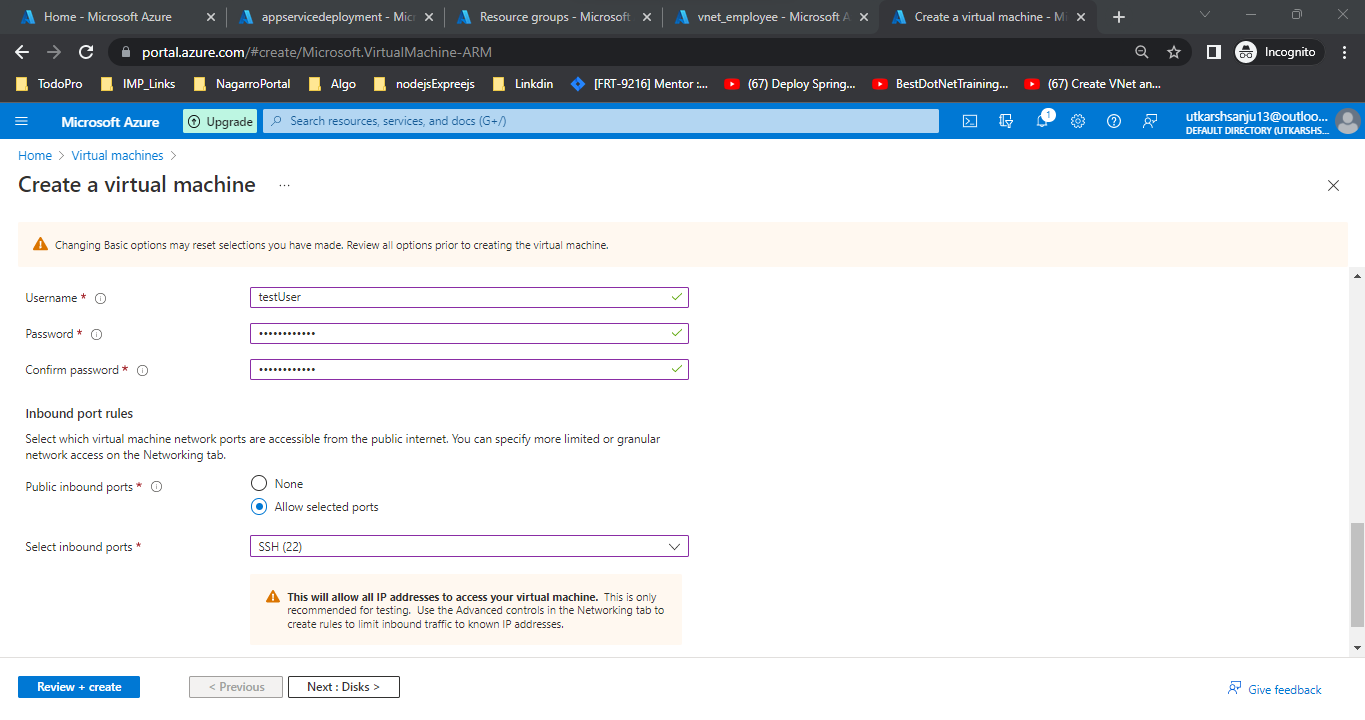 Home - Microsoft Azure
appservicedeployment - Mic
Resource groups - Microsoft
vnet_employee - Microsoft A
Create a virtual machine - Mi
portal.azure.com/#create/Microsoft.VirtualMachine-ARM
Incognito
TodoPro
IMP_Links
NagarroPortal
Algo
nodejsExpreejs
Linkdin
[FRT-9216] Mentor :...
(67) Deploy Spring...
BestDotNetTraining...
(67) Create VNet an...
Microsoft Azure
Upgrade
Search resources, services, and docs (G+/)
1
utkarshsanju13@outloo...
DEFAULT DIRECTORY (UTKARSHS...
Home > Virtual machines >
Create a virtual machine ...
Changing Basic options may reset selections you have made. Review all options prior to creating the virtual machine.
Username *
testUser
Password *
••••••••••••
Confirm password *
••••••••••••
Inbound port rules
Select which virtual machine network ports are accessible from the public internet. You can specify more limited or granular
network access on the Networking tab.
Public inbound ports *
None
Allow selected ports
Select inbound ports *
SSH (22)
This will allow all IP addresses to access your virtual machine. This is only
recommended for testing. Use the Advanced controls in the Networking tab to
create rules to limit inbound traffic to known IP addresses.
Review + create
< Previous
Next : Disks >
Give feedback